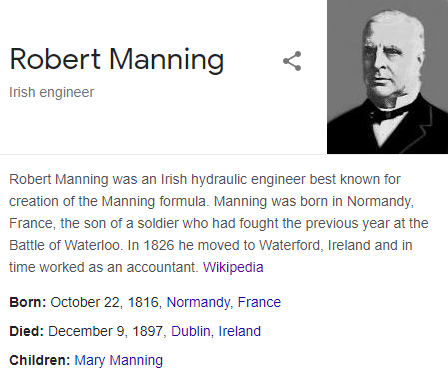 Robert Manning
Irish engineer
Robert Manning was an Irish hydraulic engineer best known for
creation of the Manning formula. Manning was born in Normandy,
France, the son of a soldier who had fought the previous year at the
Battle of Waterloo. In 1826 he moved to Waterford, Ireland and in
time worked as an accountant. Wikipedia
Born: October 22, 1816, Normandy, France
Died: December 9, 1897, Dublin, Ireland
Children: Mary Manning